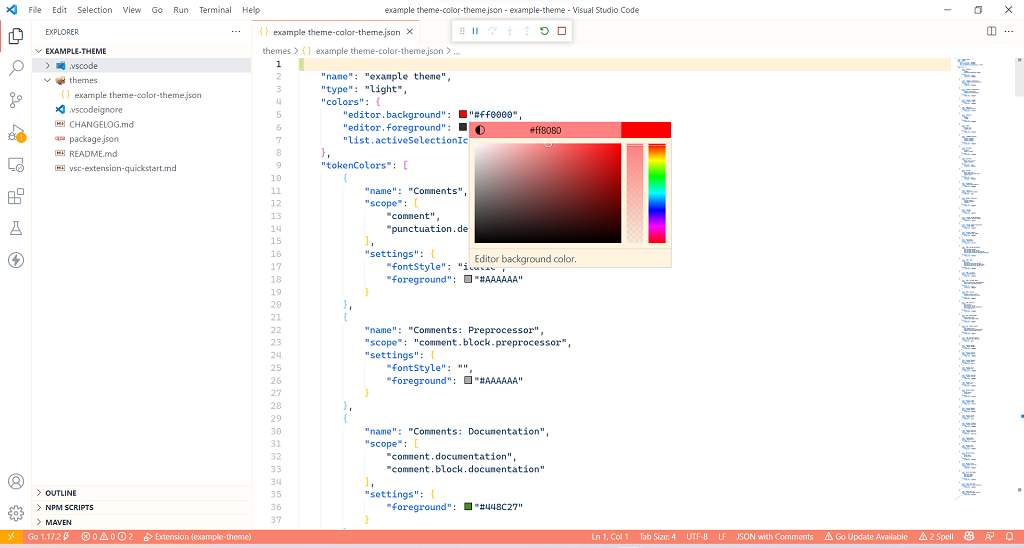 File Edit Selection View Go Run Terminal Help
example theme-color-theme.json - example-theme - Visual Studio Code
EXPLORER
EXAMPLE-THEME
.vscode
themes
{} example theme-color-theme.json
.vscodeignore
CHANGELOG.md
package.json
README.md
vsc-extension-quickstart.md
OUTLINE
NPM SCRIPTS
MAVEN
{} example theme-color-theme.json
themes > {} example theme-color-theme.json > ...
1 {
2 "name": "example theme",
3 "type": "light",
4 "colors": {
5 "editor.background": "#ff0000",
6 "editor.foreground":
7 "list.activeSelectionIc
8 },
9 "tokenColors": [
10 {
11 "name": "Comments",
12 "scope": [
13 "comment",
14 "punctuation.de
15 ],
16 "settings": {
17 "fontStyle": "italic",
18 "foreground": "#AAAAAA"
19 }
20 },
21 {
22 "name": "Comments: Preprocessor",
23 "scope": "comment.block.preprocessor",
24 "settings": {
25 "fontStyle": "",
26 "foreground": "#AAAAAA"
27 }
28 },
29 {
30 "name": "Comments: Documentation",
31 "scope": [
32 "comment.documentation",
33 "comment.block.documentation"
34 ],
35 "settings": {
36 "foreground": "#448C27"
37 }
#ff8080
Editor background color.
Go 1.17.2 0 0 2 Extension (example-theme)
Ln 1, Col 1 Tab Size: 4 UTF-8 LF JSON with Comments Go Update Available 2 Spell